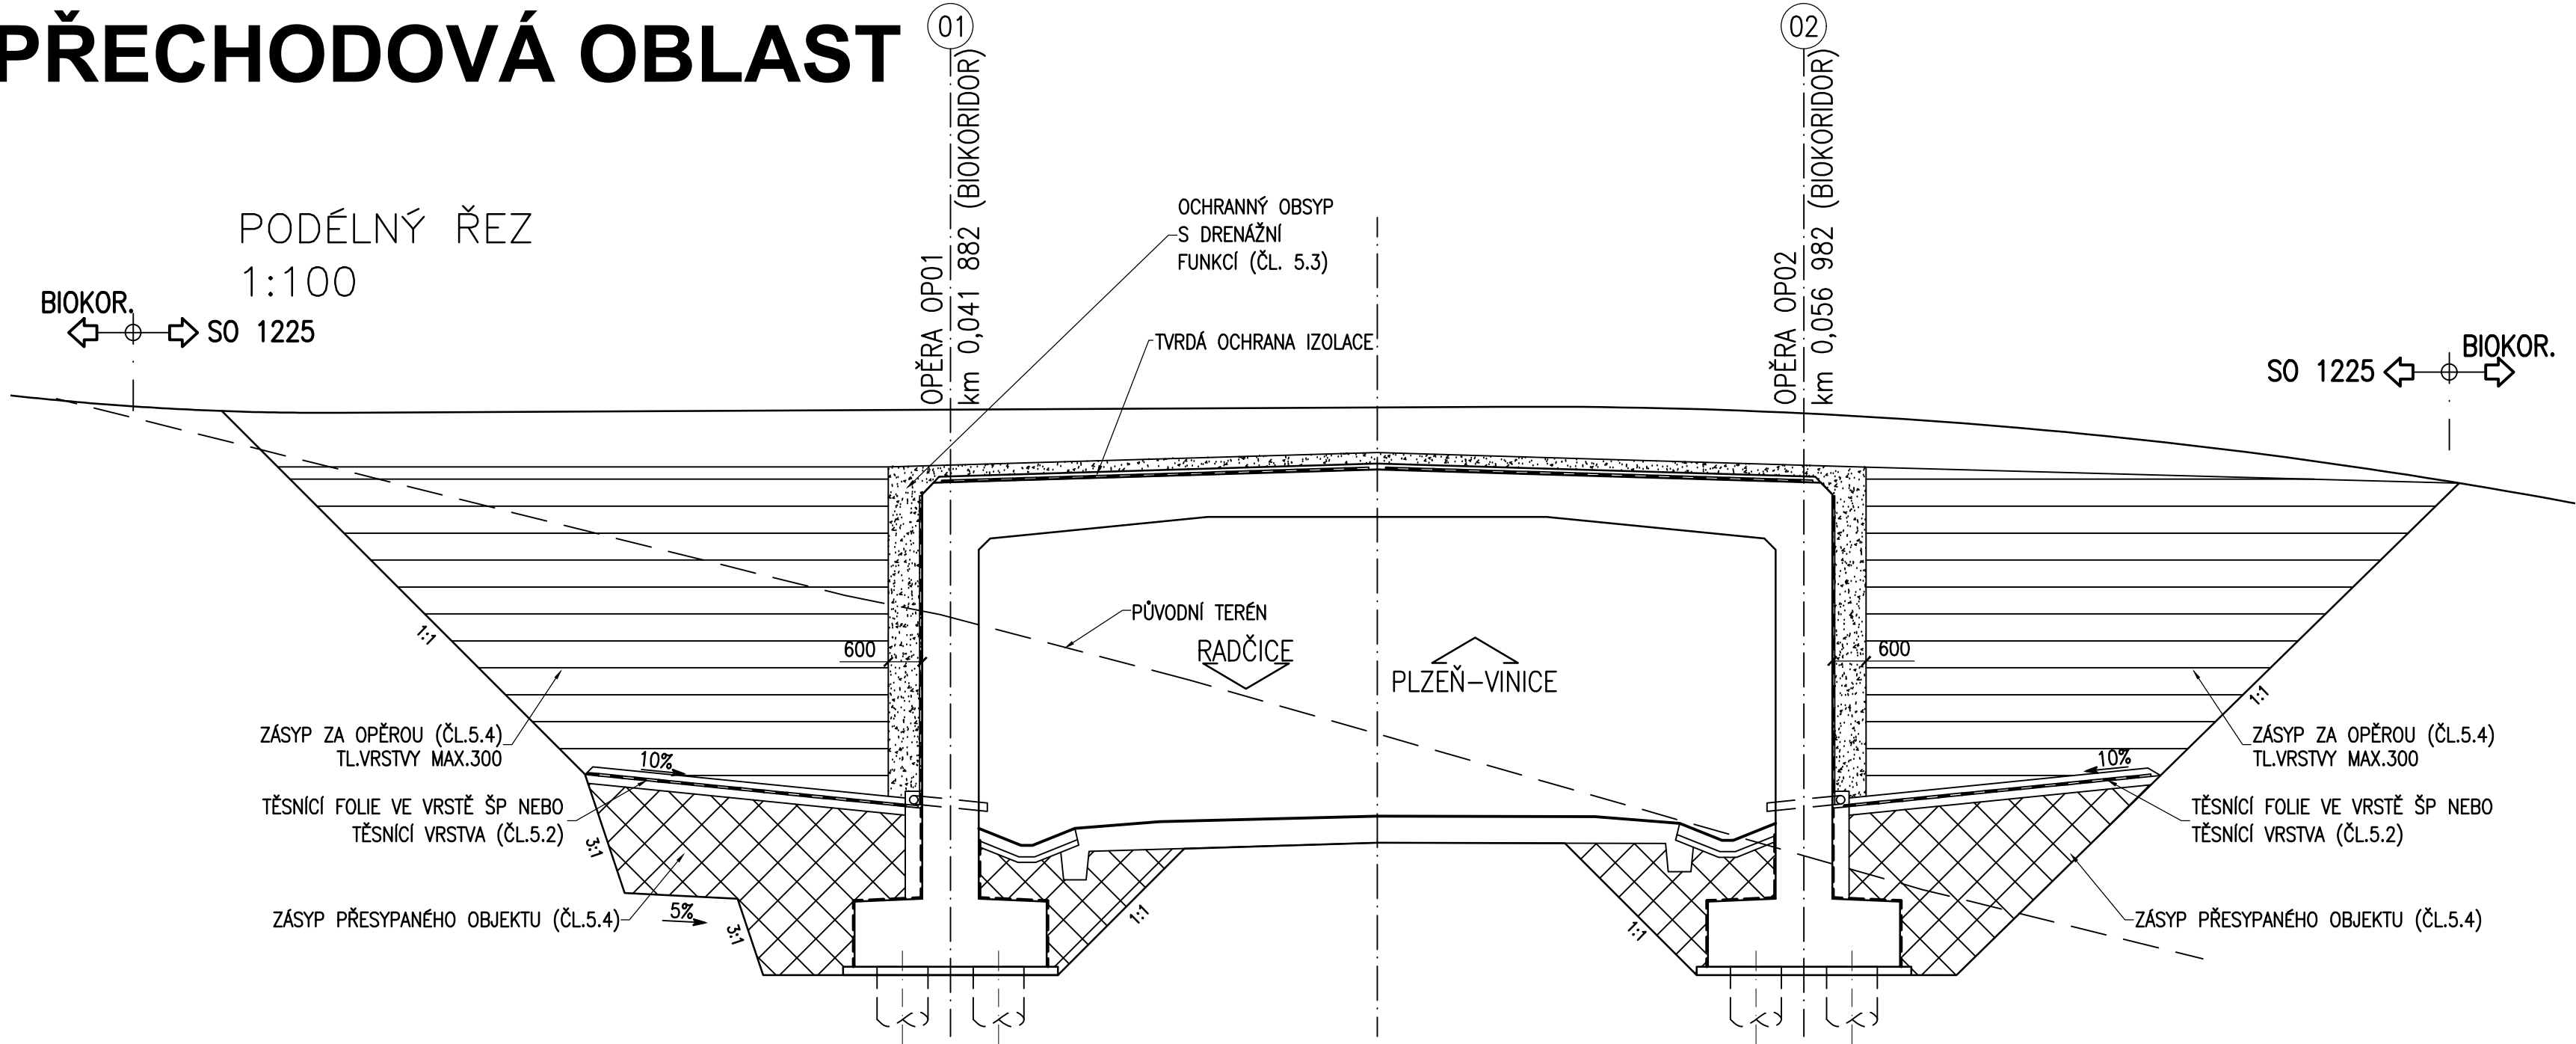 PŘECHODOVÁ OBLAST
01
02
OPĚRA OP01
km 0,041 882 (BIOKORIDOR)
OPĚRA OP02
km 0,056 982 (BIOKORIDOR)
PODÉLNÝ ŘEZ
1:100
BIOKOR.
SO 1225
OCHRANNÝ OBSYP
S DRENÁŽNÍ
FUNKCÍ (ČL. 5.3)
TVRDÁ OCHRANA IZOLACE
SO 1225
BIOKOR.
PŮVODNÍ TERÉN
RADČICE
PLZEŇ-VINICE
600
600
1:1
1:1
ZÁSYP ZA OPĚROU (ČL.5.4)
TL.VRSTVY MAX.300
10%
TĚSNÍCÍ FOLIE VE VRSTĚ ŠP NEBO
TĚSNÍCÍ VRSTVA (ČL.5.2)
3:1
ZÁSYP PŘESYPANÉHO OBJEKTU (ČL.5.4)
5%
3:1
1:1
1:1
ZÁSYP ZA OPĚROU (ČL.5.4)
TL.VRSTVY MAX.300
10%
TĚSNÍCÍ FOLIE VE VRSTĚ ŠP NEBO
TĚSNÍCÍ VRSTVA (ČL.5.2)
ZÁSYP PŘESYPANÉHO OBJEKTU (ČL.5.4)